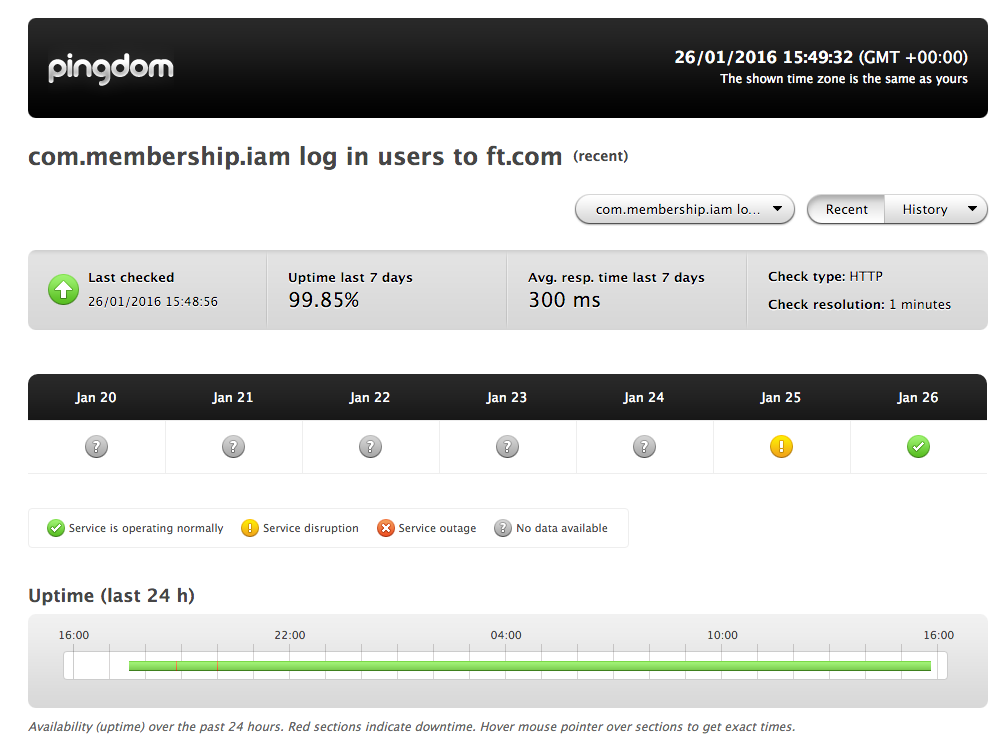 pingdom
26/01/2016 15:49:32 (GMT +00:00)
The shown time zone is the same as yours
com.membership.iam log in users to ft.com (recent)
com.membership.iam lo... Recent History
Last checked
26/01/2016 15:48:56
Uptime last 7 days
99.85%
Avg. resp. time last 7 days
300 ms
Check type: HTTP
Check resolution: 1 minutes
Jan 20 Jan 21 Jan 22 Jan 23 Jan 24 Jan 25 Jan 26
? ? ? ? ? !
Service is operating normally ! Service disruption Service outage ? No data available
Uptime (last 24 h)
16:00 22:00 04:00 10:00 16:00
Availability (uptime) over the past 24 hours. Red sections indicate downtime. Hover mouse pointer over sections to get exact times.